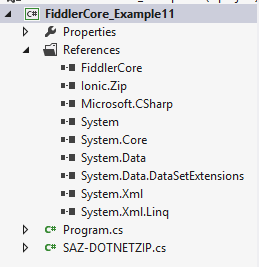 C# FiddlerCore_Example11
Properties
References
FiddlerCore
Ionic.Zip
Microsoft.CSharp
System
System.Core
System.Data
System.Data.DataSetExtensions
System.Xml
System.Xml.Linq
C# Program.cs
C# SAZ-DOTNETZIP.cs